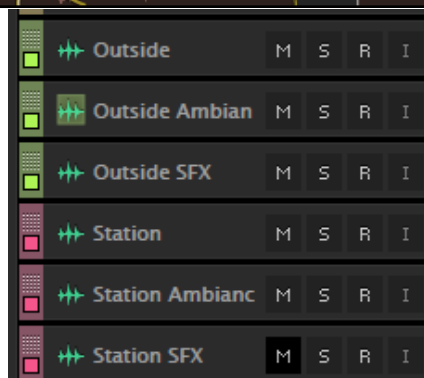 Outside M S R I
Outside Ambian M S R I
Outside SFX M S R I
Station M S R I
Station Ambianc M S R I
Station SFX M S R I